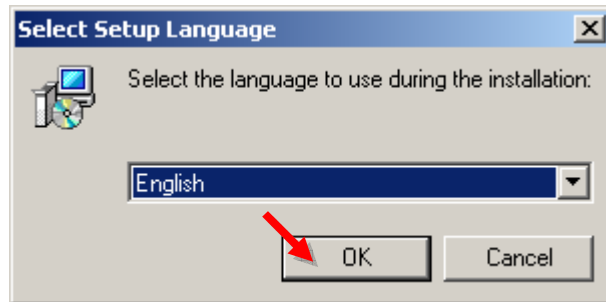 Select Setup Language
Select the language to use during the installation:
English
OK
Cancel